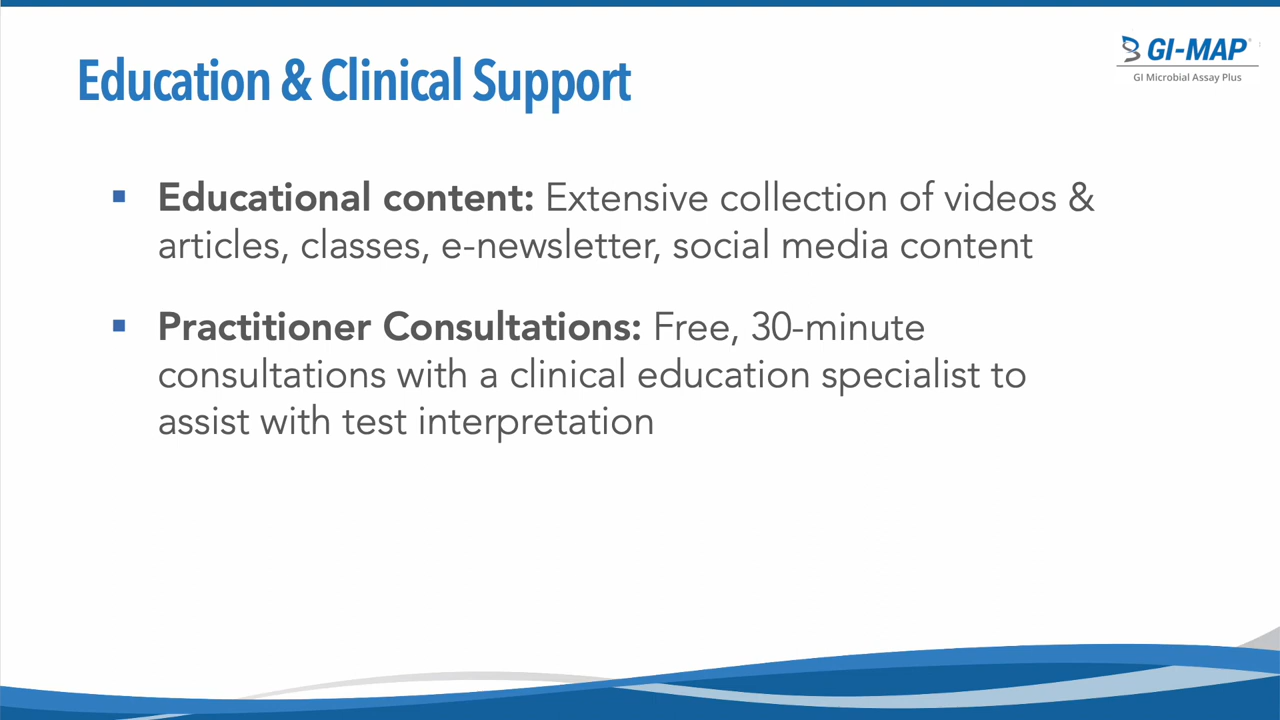 Education & Clinical Support
GI-MAP
GI Microbial Assay Plus
▪ Educational content: Extensive collection of videos &
articles, classes, e-newsletter, social media content
▪ Practitioner Consultations: Free, 30-minute
consultations with a clinical education specialist to
assist with test interpretation